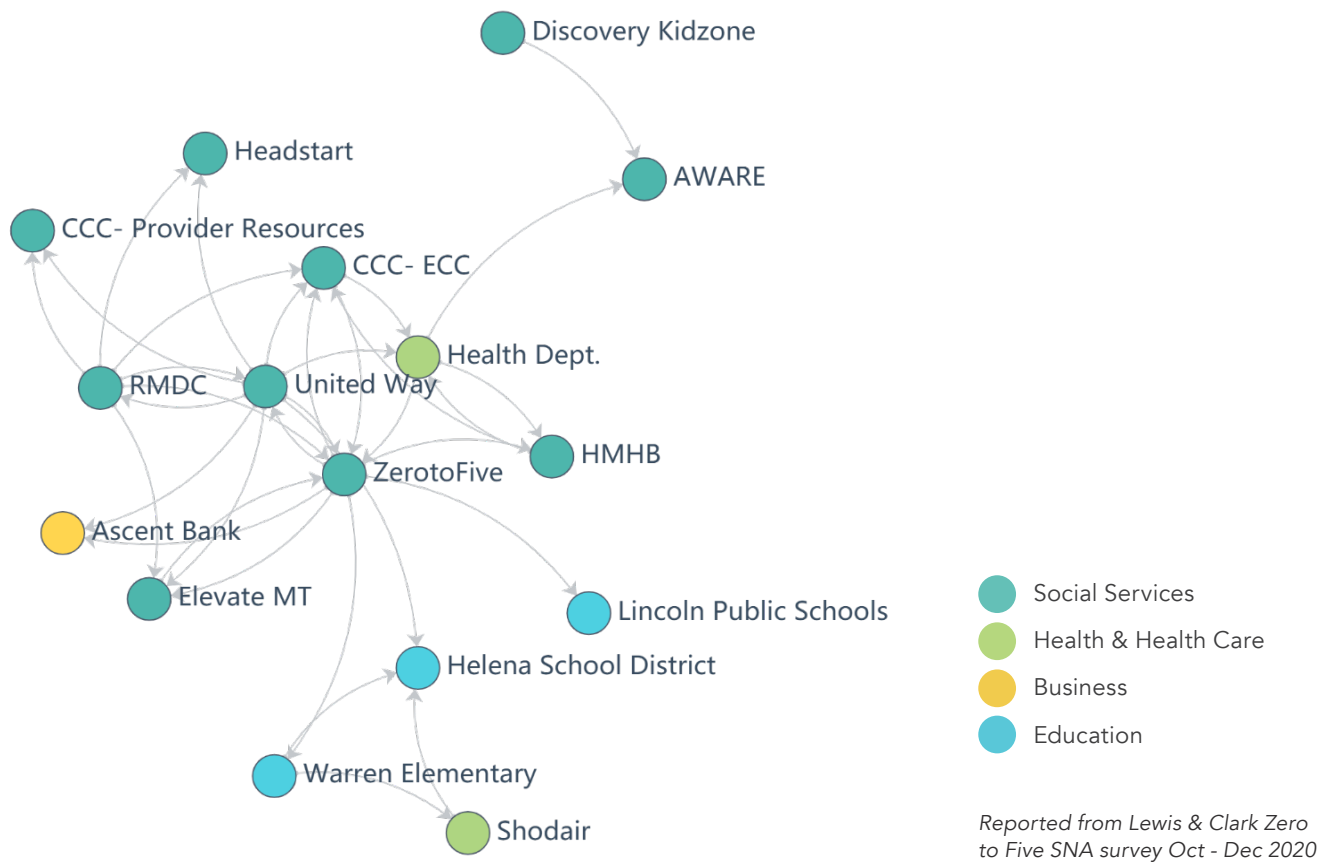 Discovery Kidzone
Headstart
AWARE
CCC- Provider Resources
CCC- ECC
Health Dept.
RMDC
United Way
HMHB
ZerotoFive
Ascent Bank
Elevate MT
Lincoln Public Schools
Helena School District
Warren Elementary
Shodair
Social Services
Health & Health Care
Business
Education
Reported from Lewis & Clark Zero
to Five SNA survey Oct - Dec 2020